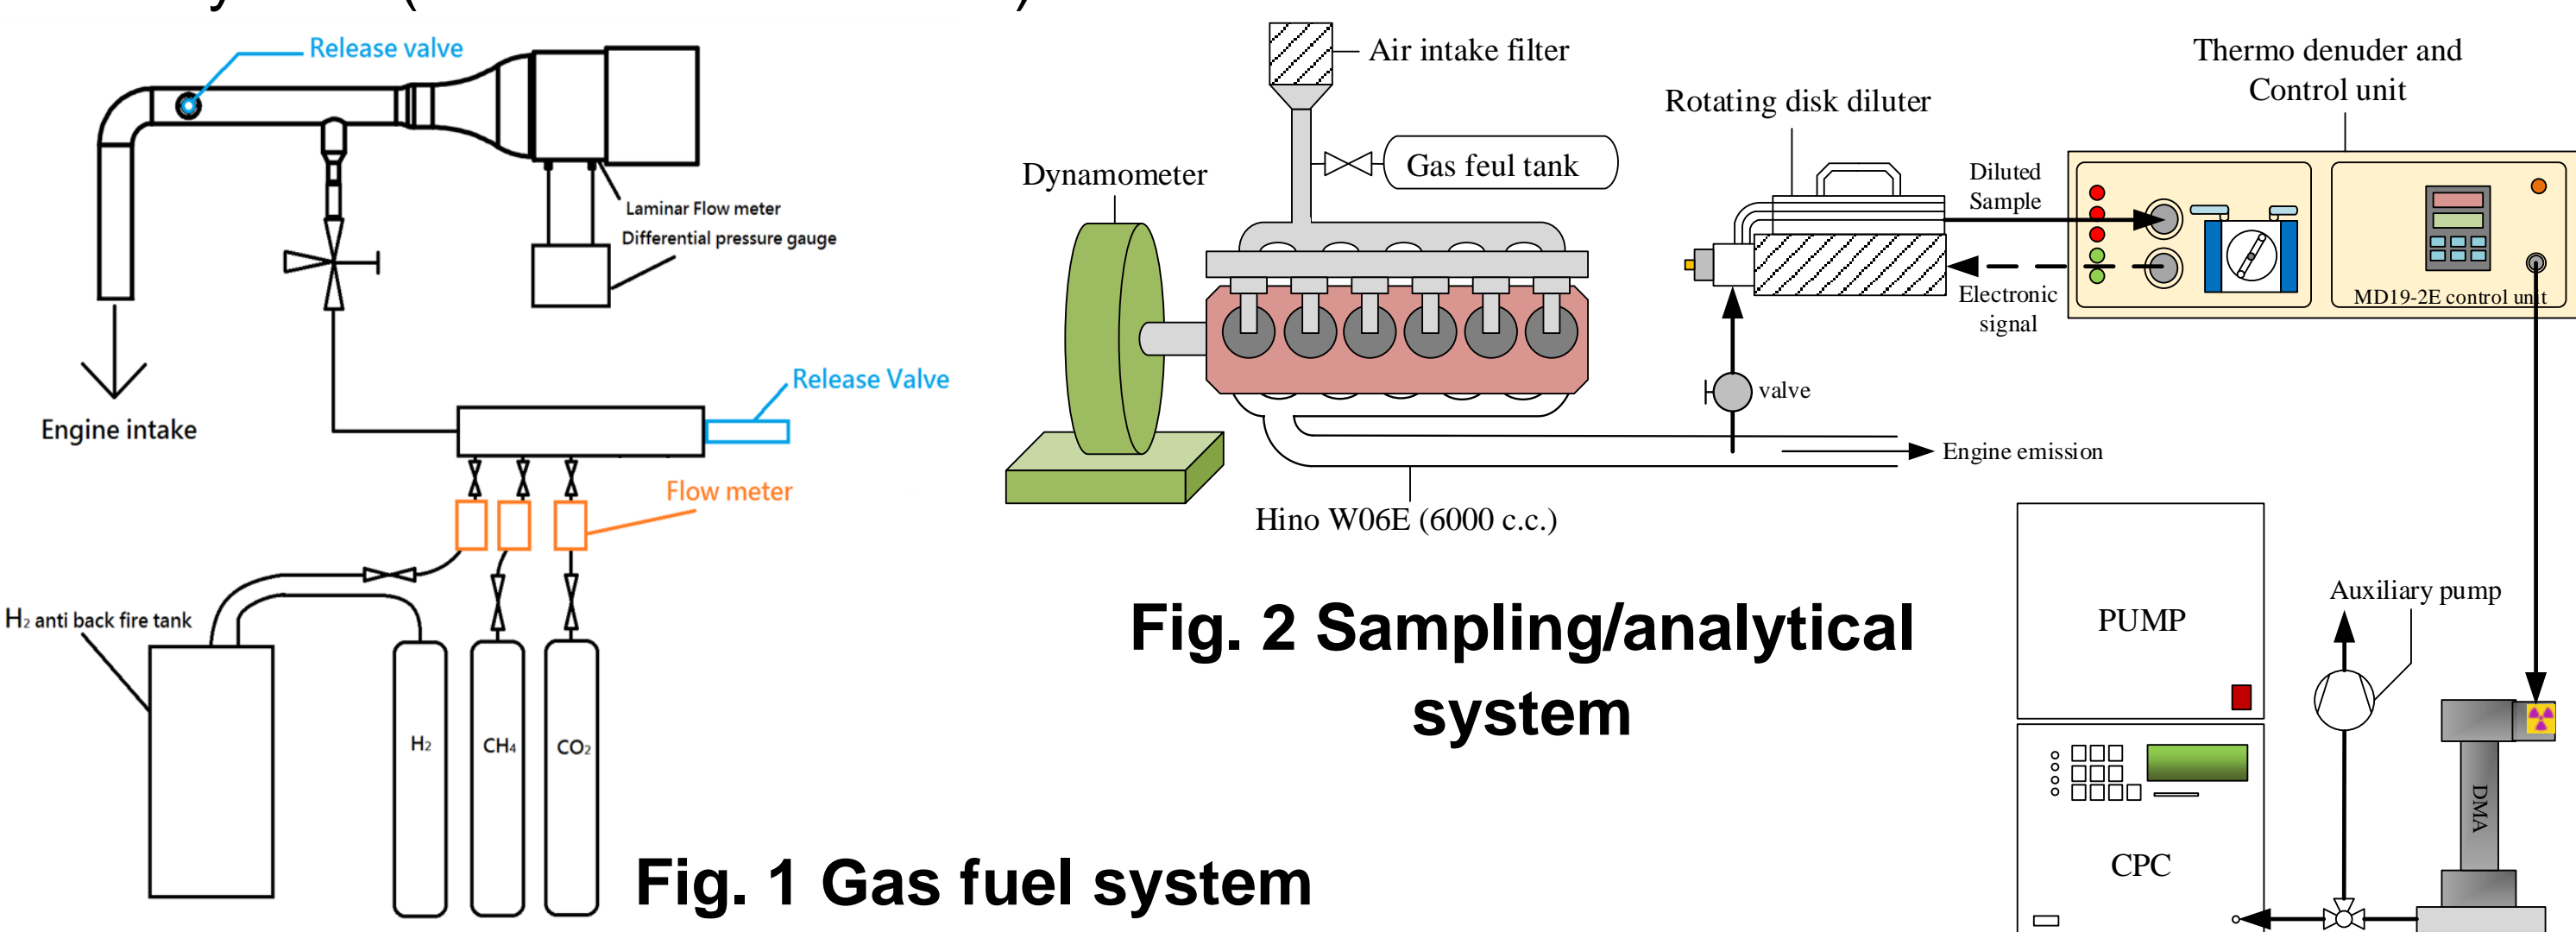 Release valve
Laminar Flow meter
Differential pressure gauge
Engine intake
Release Valve
Flow meter
H₂ anti back fire tank
H₂
CH₄
CO₂
Fig. 1 Gas fuel system
Air intake filter
Gas feul tank
Dynamometer
Hino W06E (6000 c.c.)
Rotating disk diluter
Diluted
Sample
Electronic
signal
valve
Engine emission
Thermo denuder and
Control unit
MD19-2E control unit
Fig. 2 Sampling/analytical
system
PUMP
Auxiliary pump
CPC
DMA